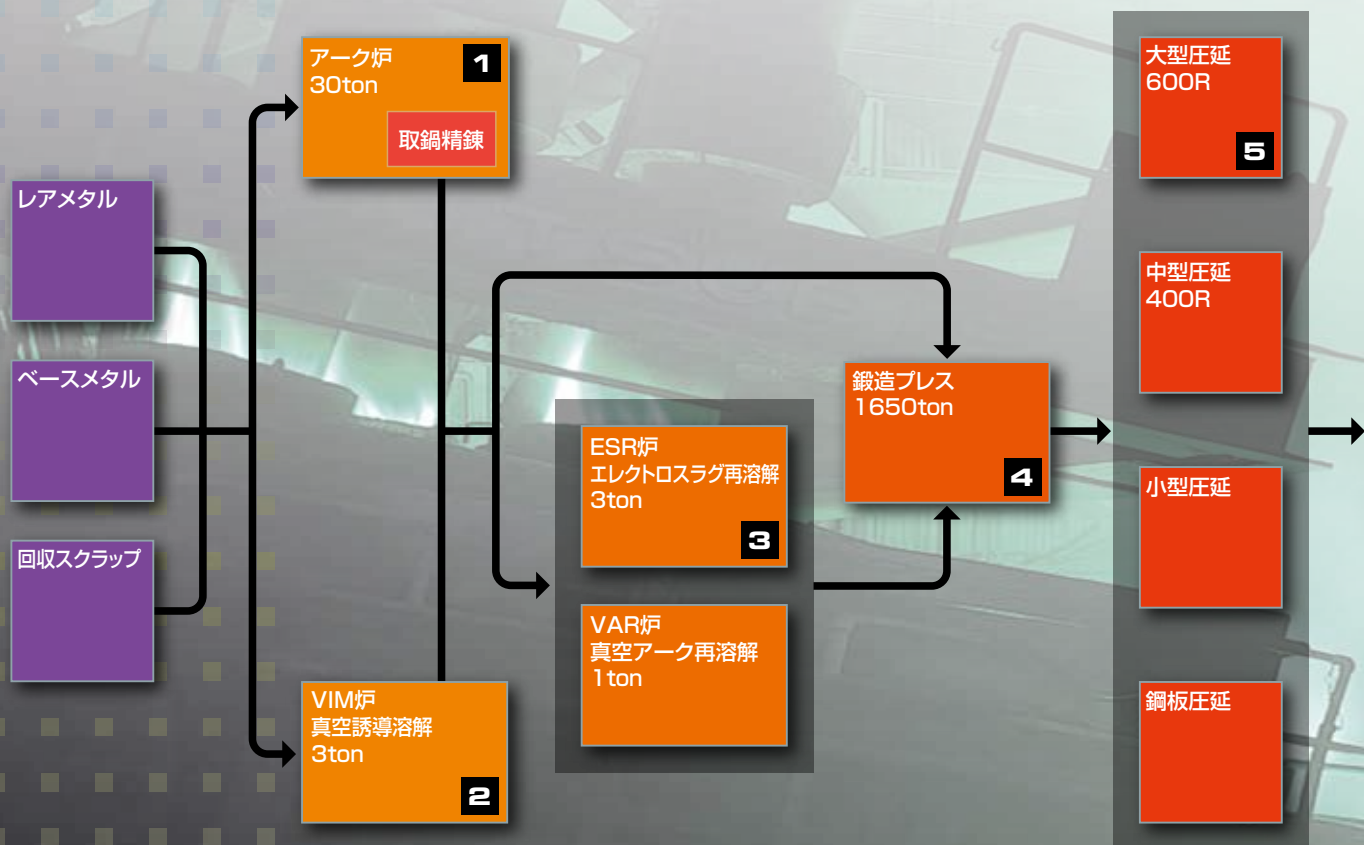 レアメタル
ベースメタル
回収スクラップ
アーク炉
30ton
1
取鍋精錬
VIM炉
真空誘導溶解
3ton
2
ESR炉
エレクトロスラグ再溶解
3ton
3
VAR炉
真空アーク再溶解
1ton
鍛造プレス
1650ton
4
大型圧延
600R
5
中型圧延
400R
小型圧延
鋼板圧延